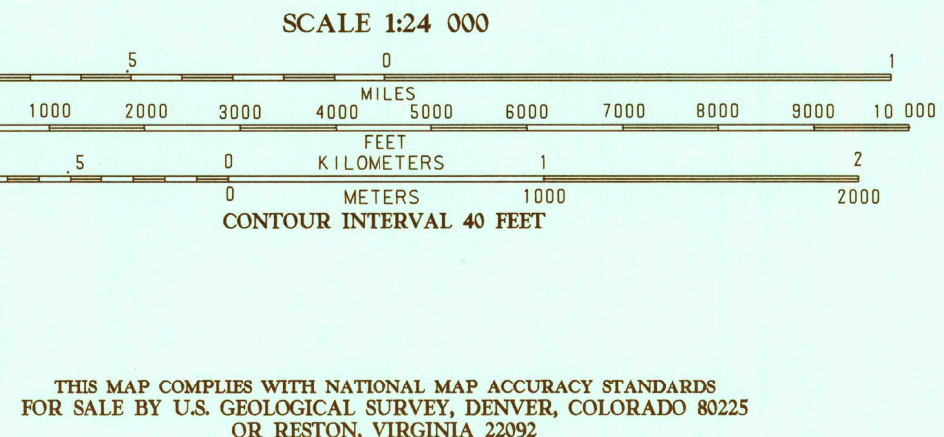 SCALE 1:24 000
.5 0 1
MILES
1000 2000 3000 4000 5000 6000 7000 8000 9000 10 000
FEET
.5 0 KILOMETERS 1 2
0 METERS 1000 2000
CONTOUR INTERVAL 40 FEET
THIS MAP COMPLIES WITH NATIONAL MAP ACCURACY STANDARDS
FOR SALE BY U.S. GEOLOGICAL SURVEY, DENVER, COLORADO 80225
OR RESTON, VIRGINIA 22092